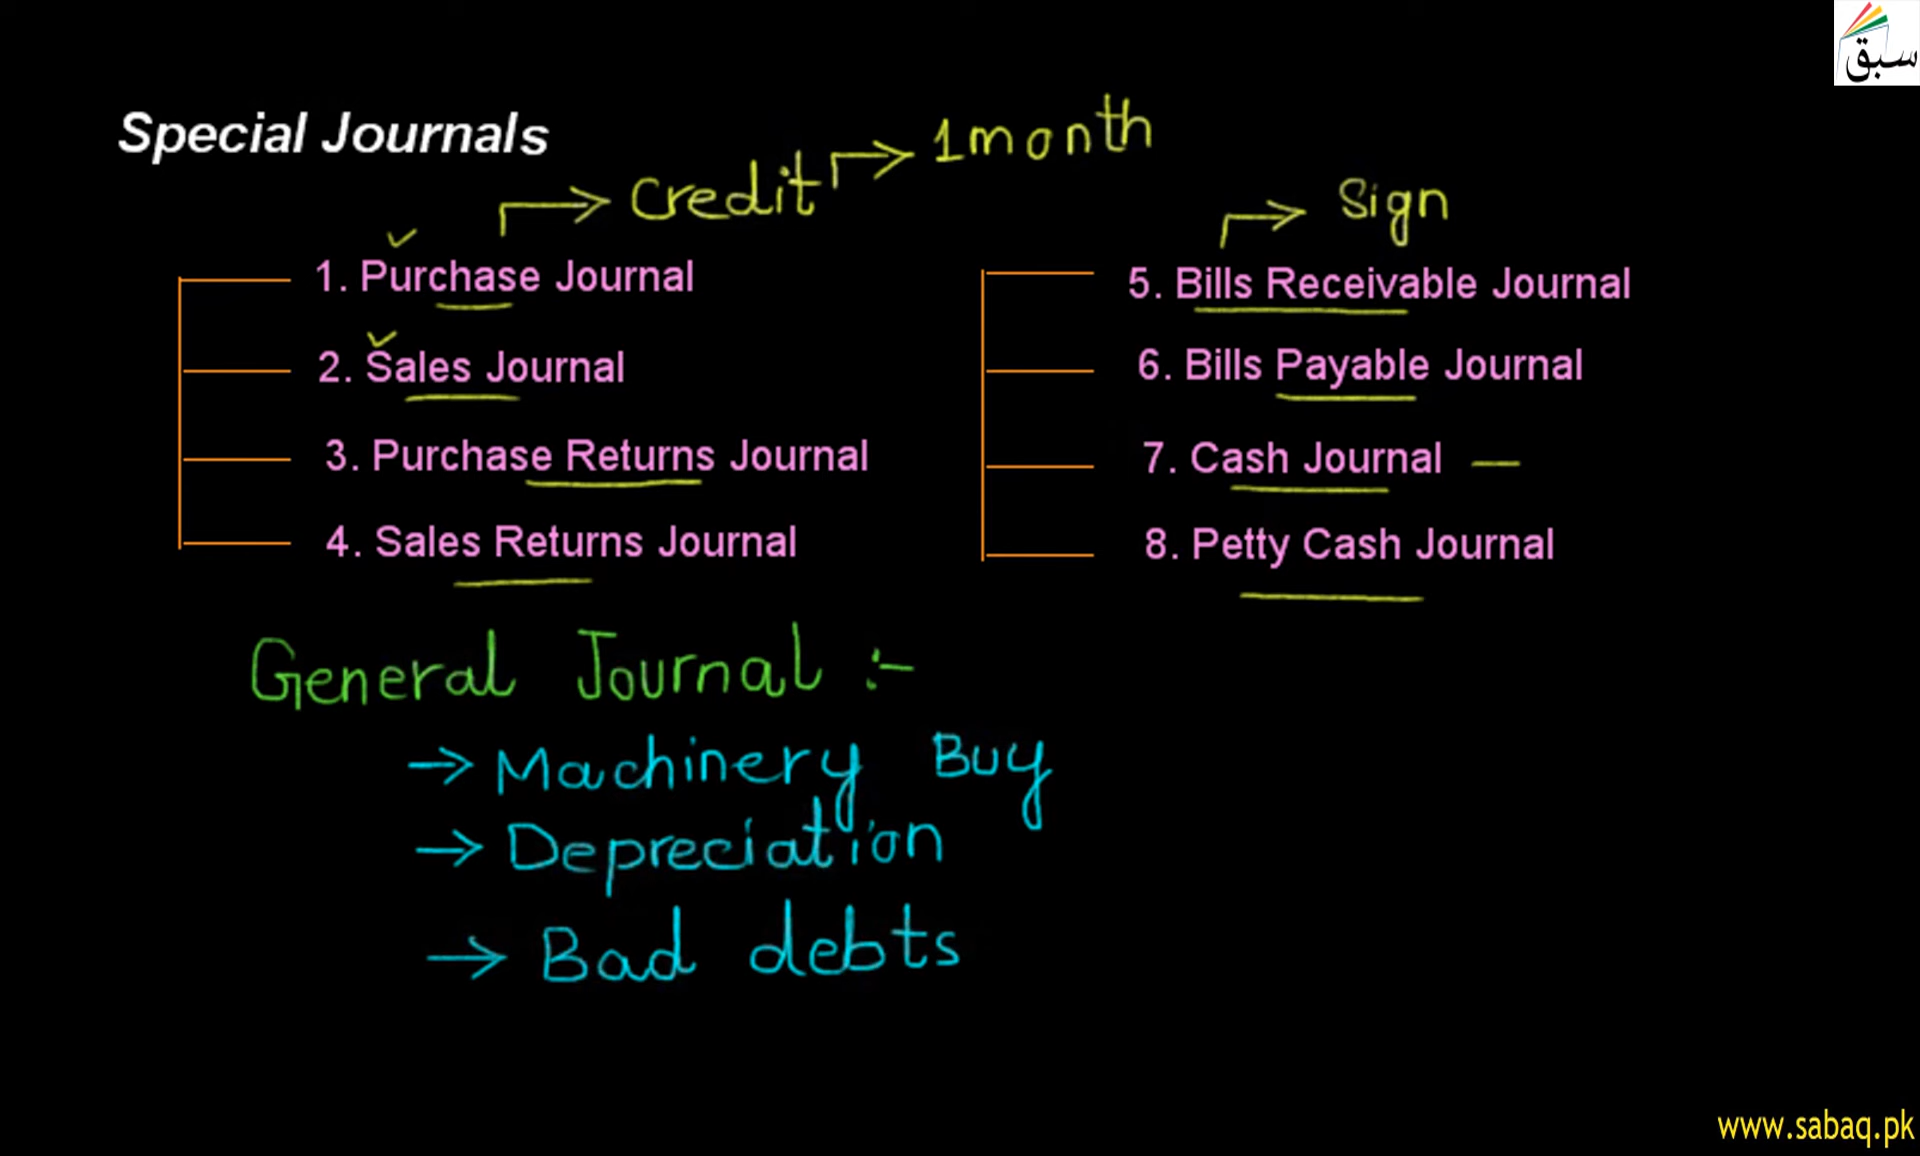 سبق
Special Journals
Credit → 1 month
Sign
1. Purchase Journal
2. Sales Journal
3. Purchase Returns Journal
4. Sales Returns Journal
5. Bills Receivable Journal
6. Bills Payable Journal
7. Cash Journal —
8. Petty Cash Journal
General Journal :-
→ Machinery Buy
→ Depreciation
→ Bad debts
www.sabaq.pk